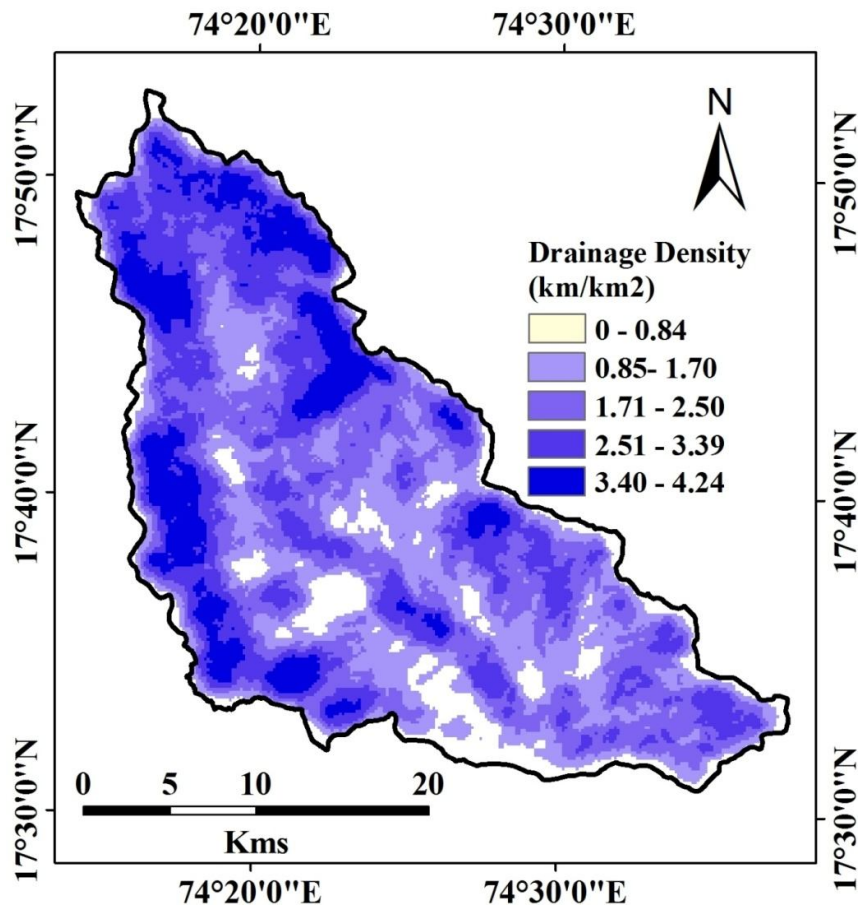 74°20'0"E 74°30'0"E
N
17°50'0"N 17°50'0"N
Drainage Density
(km/km2)
0 - 0.84
0.85- 1.70
1.71 - 2.50
2.51 - 3.39
3.40 - 4.24
17°40'0"N 17°40'0"N
0 5 10 20
Kms
17°30'0"N 17°30'0"N
74°20'0"E 74°30'0"E